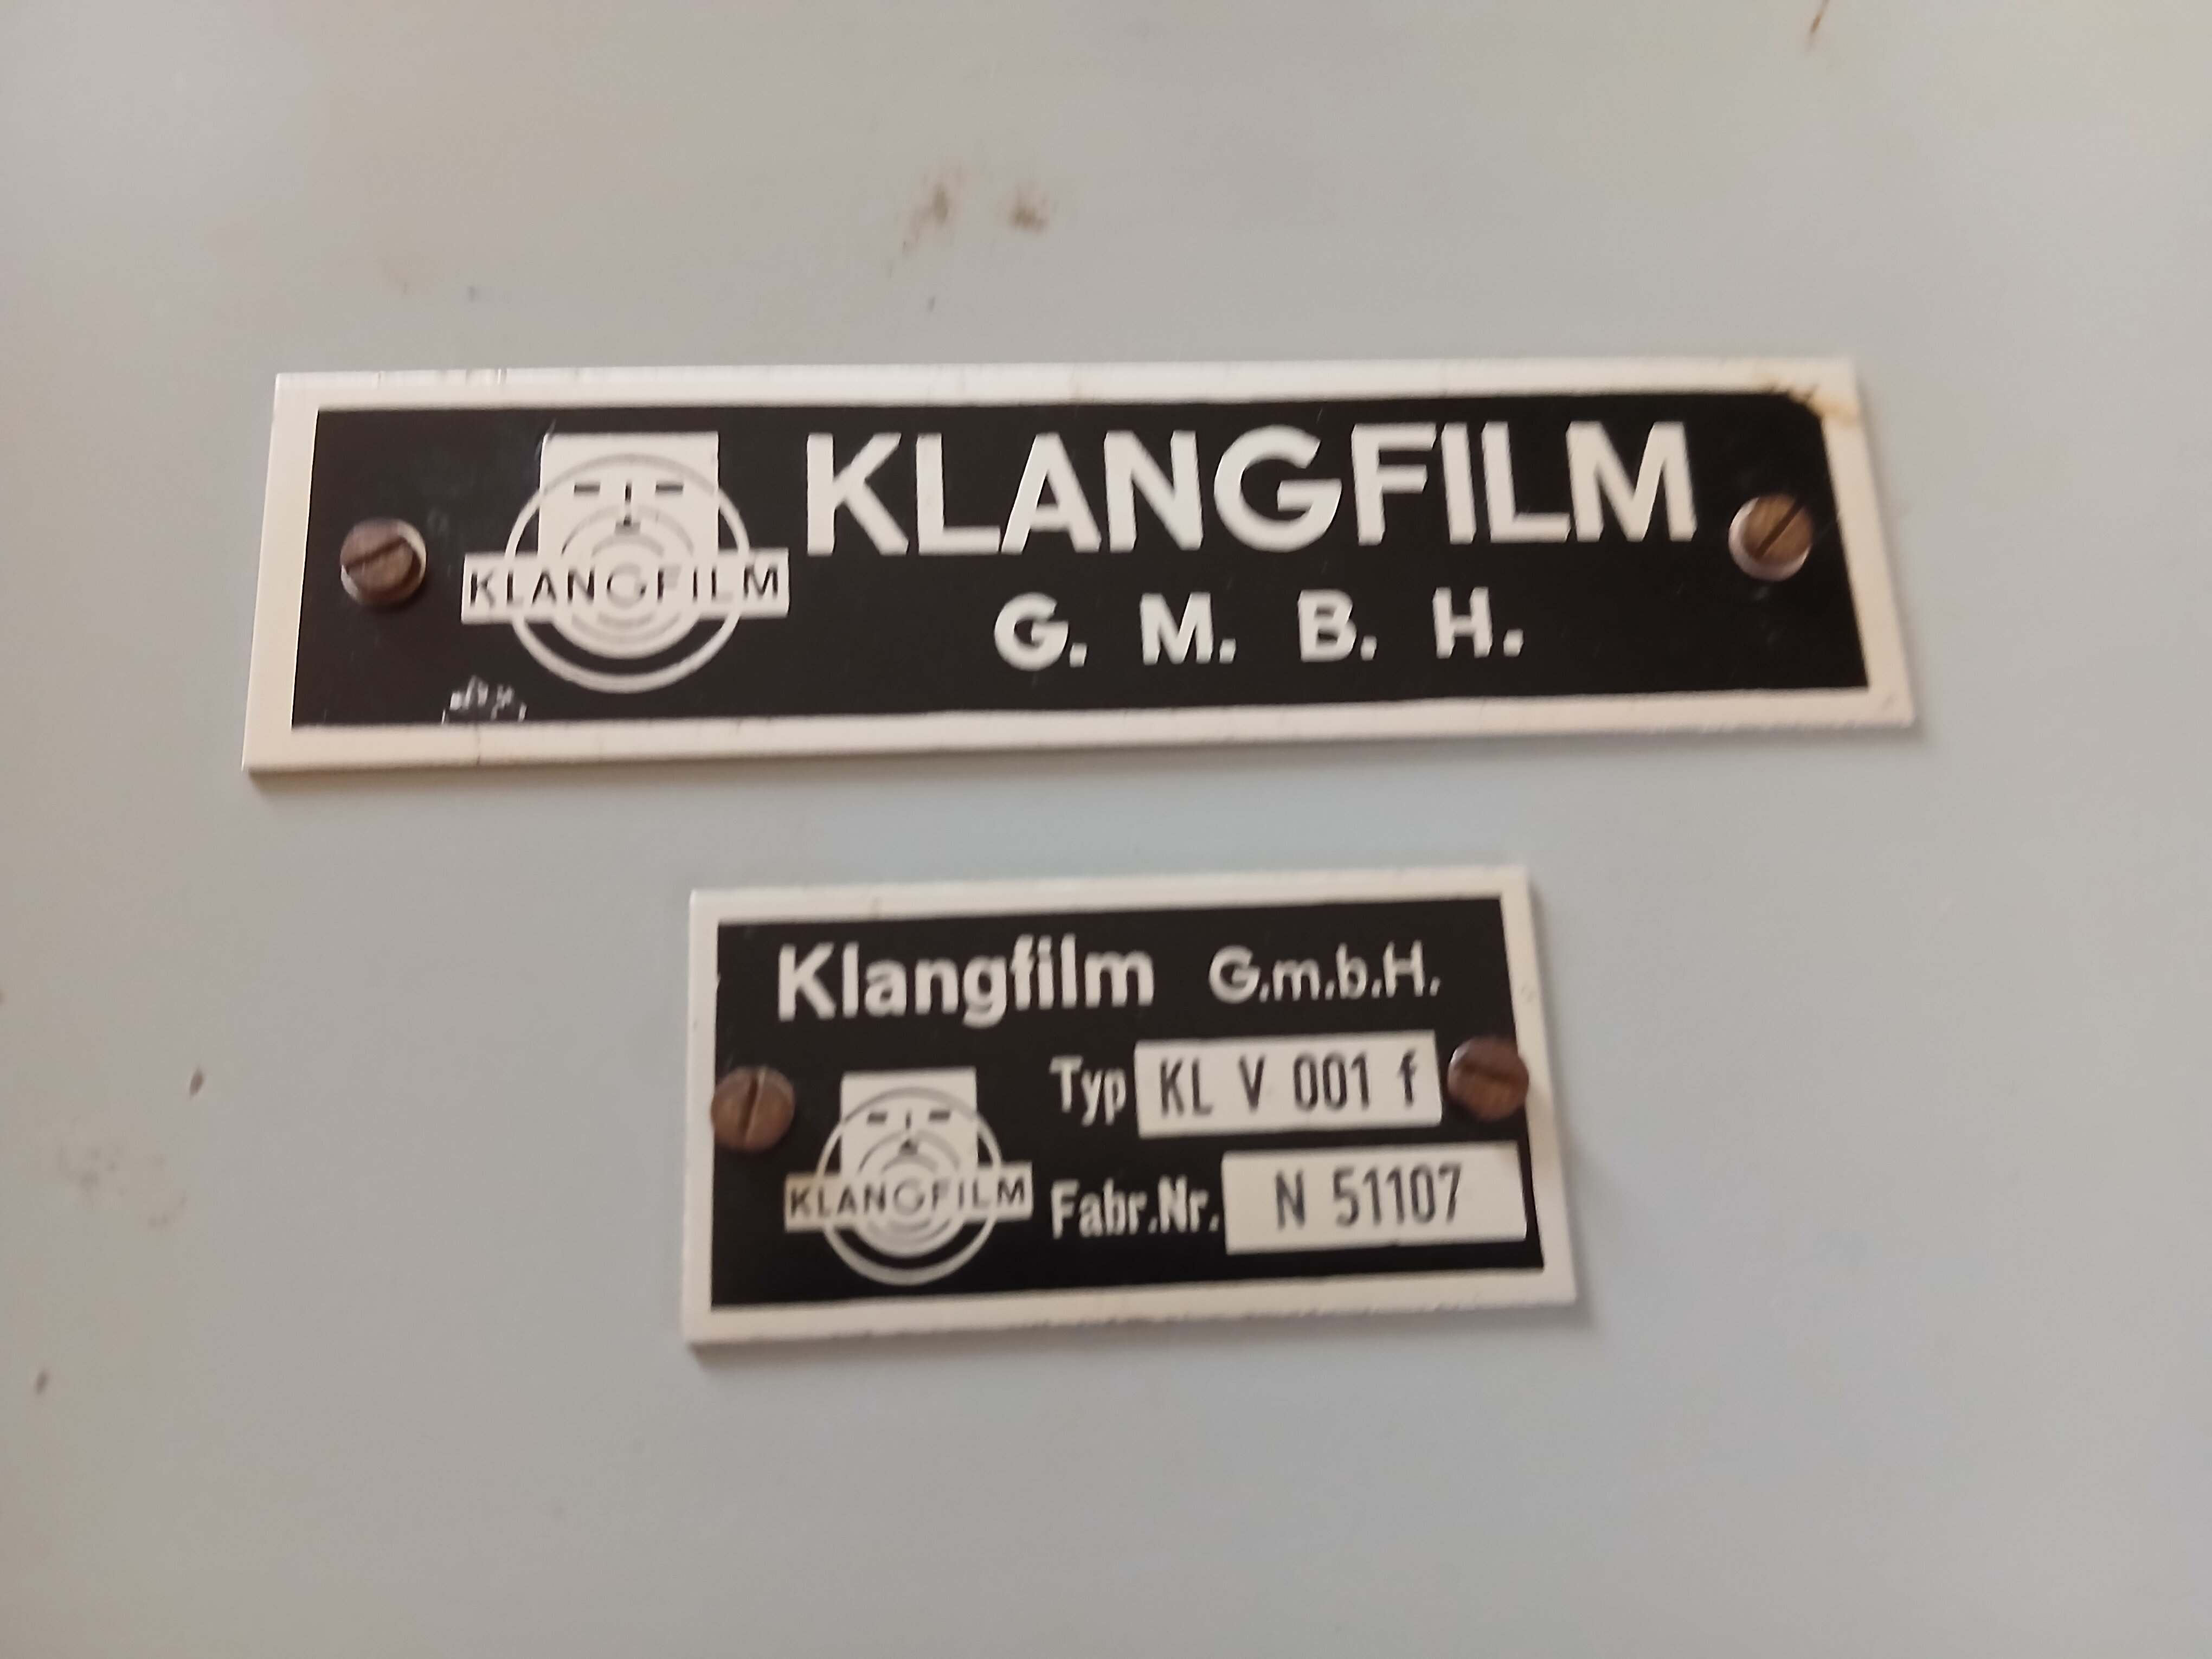 KLANGFILM
KLANGFILM
G. M. B. H.
Klangfilm G.m.b.H.
Typ KL V 001 f
KLANGFILM
Fabr.Nr. N 51107